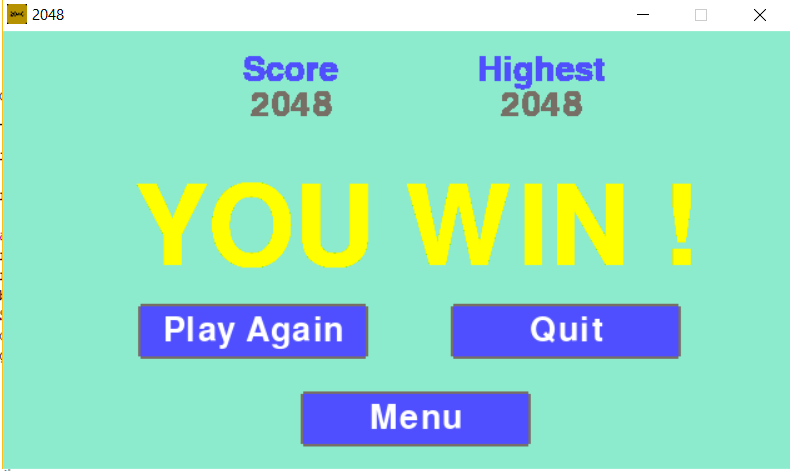 2048
Score Highest
2048 2048
YOU WIN !
Play Again Quit
Menu